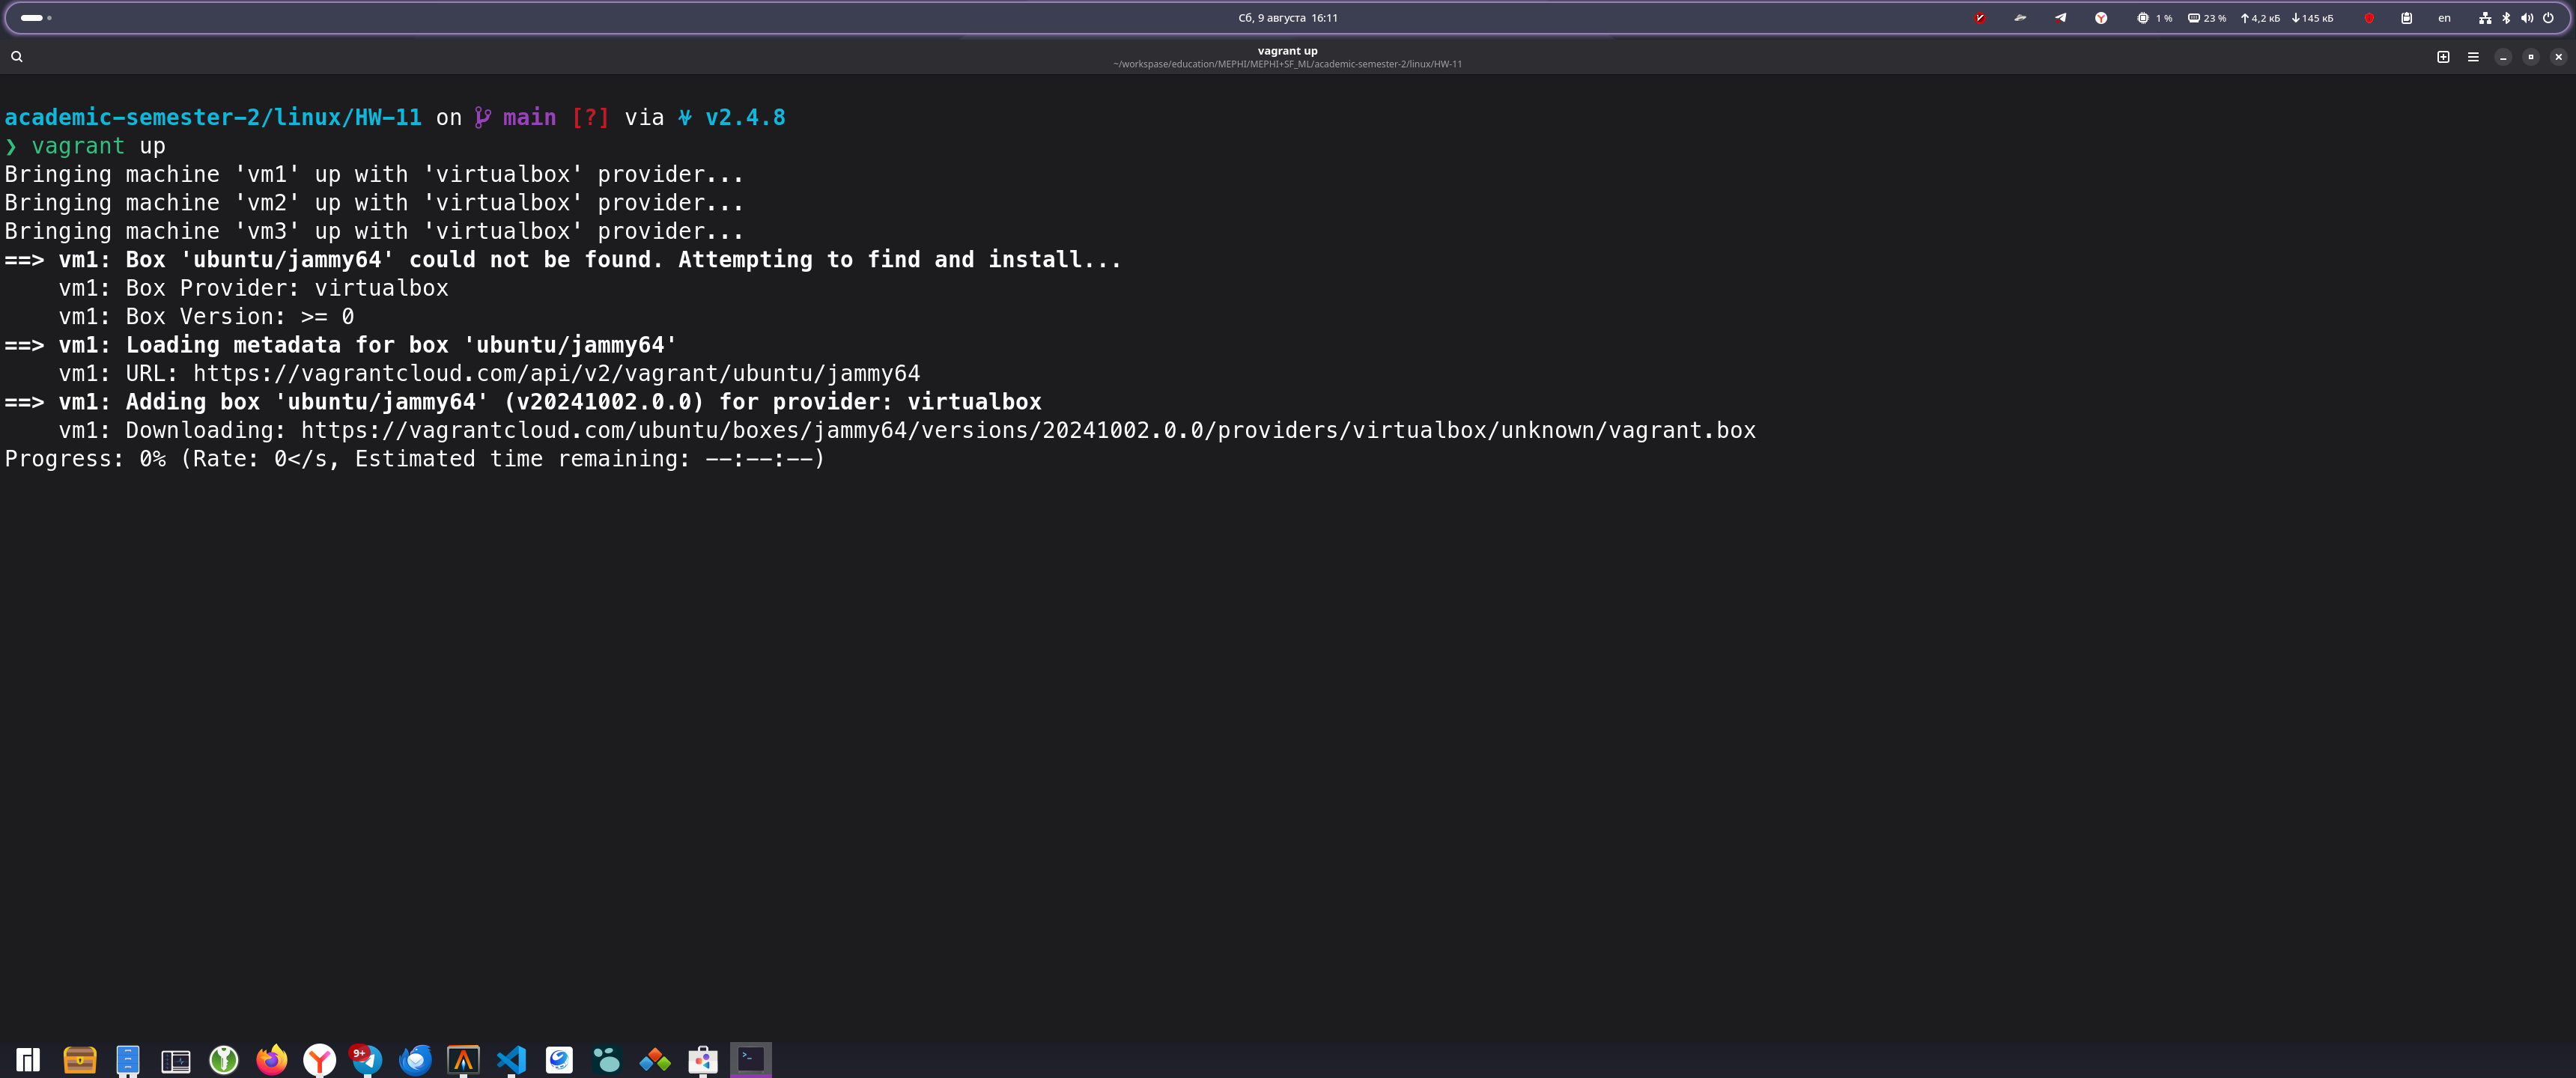 Сб, 9 августа 16:11
1 % 23 % 4,2 кБ 145 кБ en
vagrant up
~/workspase/education/MEPHI/MEPHI+SF_ML/academic-semester-2/linux/HW-11
academic-semester-2/linux/HW-11 on main [?] via v2.4.8
❯ vagrant up
Bringing machine 'vm1' up with 'virtualbox' provider...
Bringing machine 'vm2' up with 'virtualbox' provider...
Bringing machine 'vm3' up with 'virtualbox' provider...
==> vm1: Box 'ubuntu/jammy64' could not be found. Attempting to find and install...
vm1: Box Provider: virtualbox
vm1: Box Version: >= 0
==> vm1: Loading metadata for box 'ubuntu/jammy64'
vm1: URL: https://vagrantcloud.com/api/v2/vagrant/ubuntu/jammy64
==> vm1: Adding box 'ubuntu/jammy64' (v20241002.0.0) for provider: virtualbox
vm1: Downloading: https://vagrantcloud.com/ubuntu/boxes/jammy64/versions/20241002.0.0/providers/virtualbox/unknown/vagrant.box
Progress: 0% (Rate: 0</s, Estimated time remaining: --:--:--)
9+